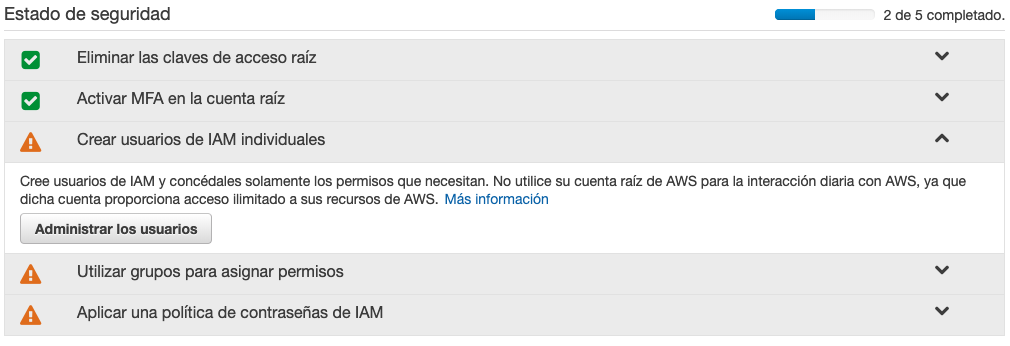 Estado de seguridad
2 de 5 completado.
Eliminar las claves de acceso raíz
Activar MFA en la cuenta raíz
Crear usuarios de IAM individuales
Cree usuarios de IAM y concédales solamente los permisos que necesitan. No utilice su cuenta raíz de AWS para la interacción diaria con AWS, ya que
dicha cuenta proporciona acceso ilimitado a sus recursos de AWS. Más información
Administrar los usuarios
Utilizar grupos para asignar permisos
Aplicar una política de contraseñas de IAM